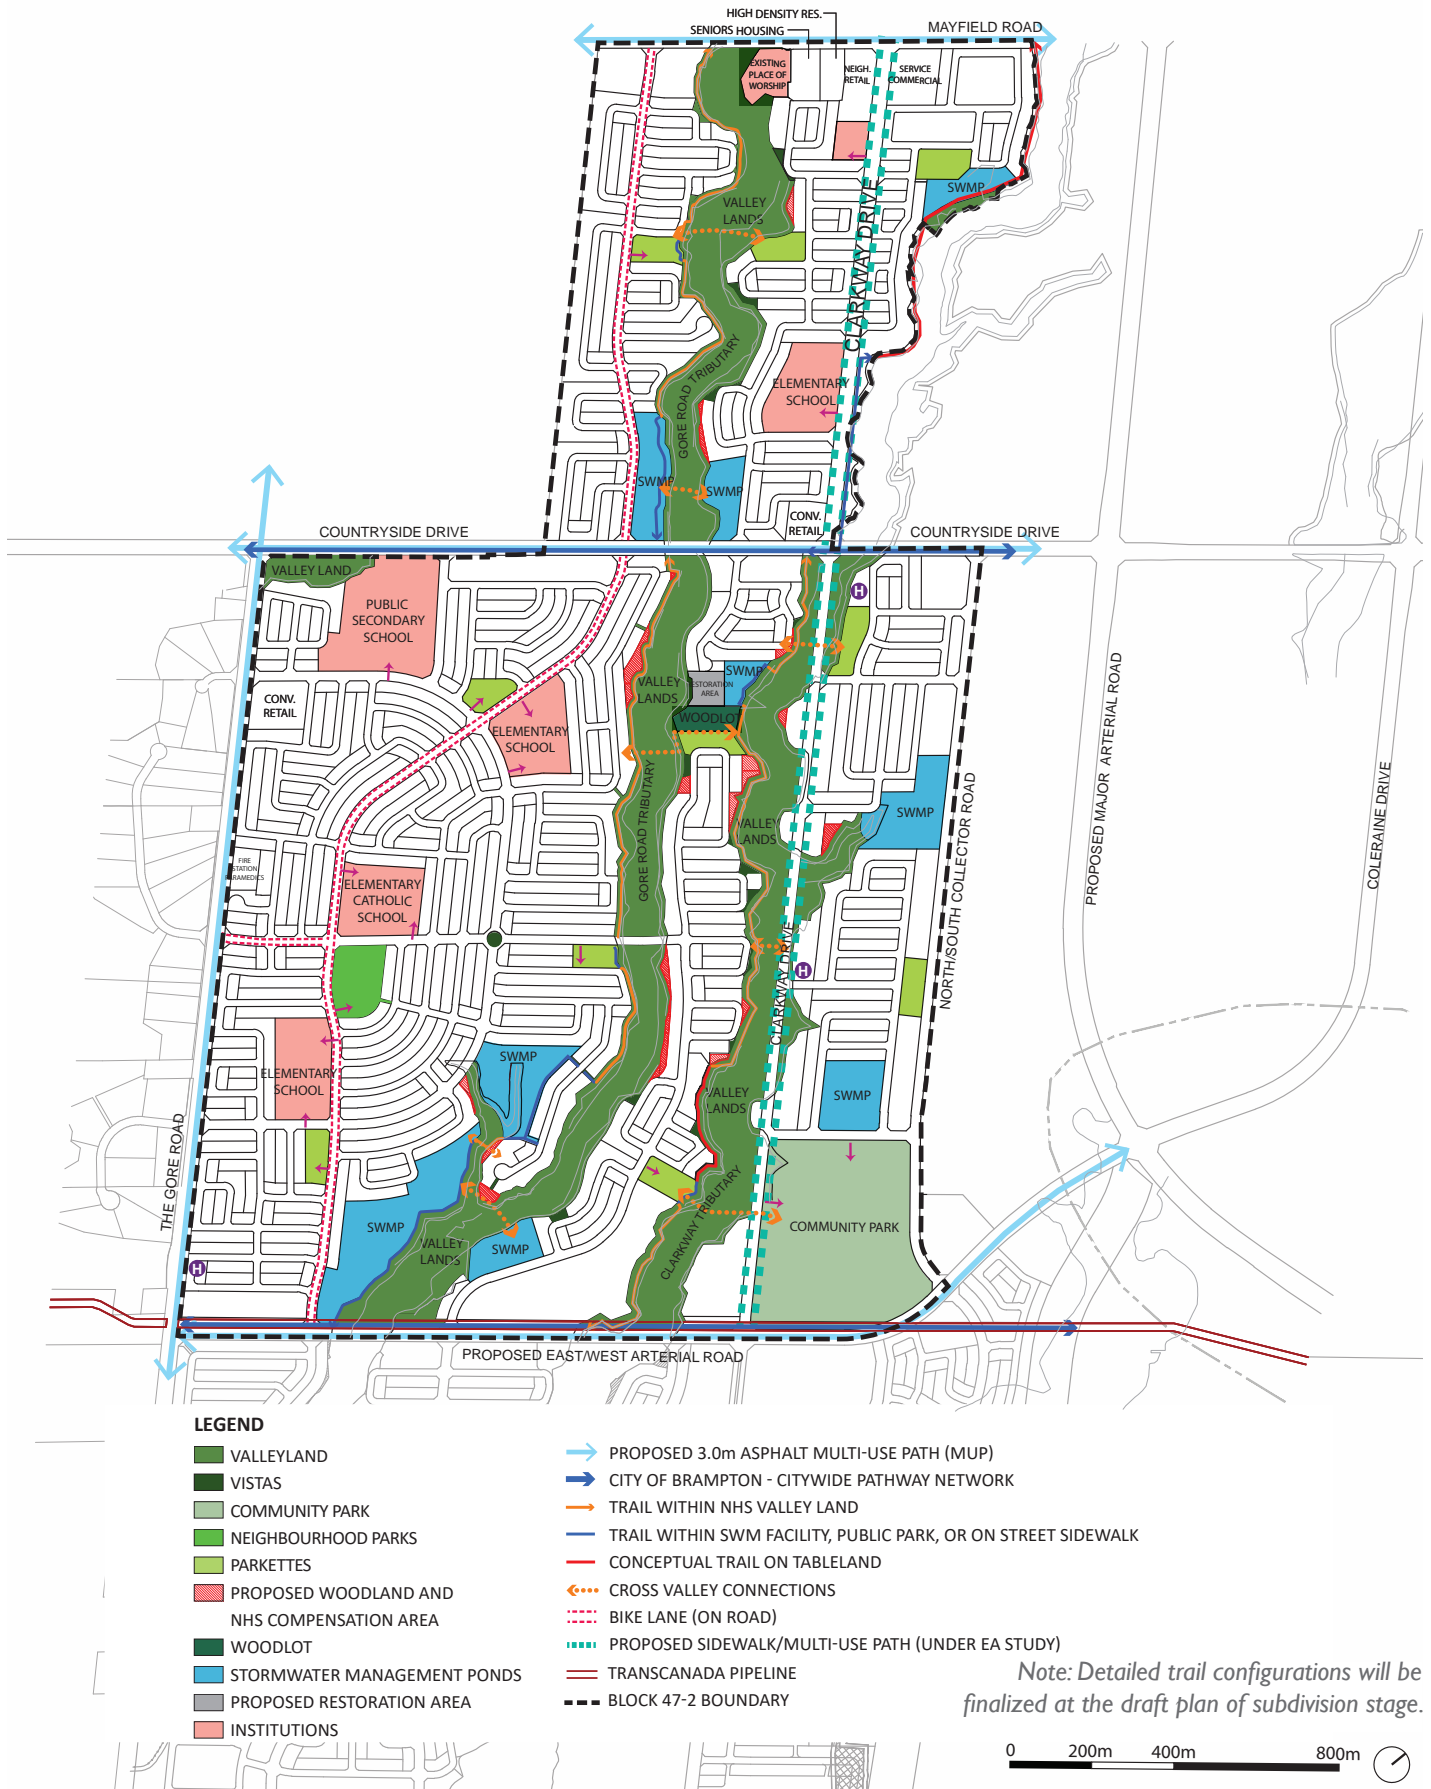 HIGH DENSITY RES.
SENIORS HOUSING
MAYFIELD ROAD
EXISTING
PLACE OF
WORSHIP
NEIGH.
RETAIL
SERVICE
COMMERCIAL
SWMP
VALLEY
LANDS
CLARKWAY DRIVE
GORE ROAD TRIBUTARY
ELEMENTARY
SCHOOL
SWMP
SWMP
CONV.
RETAIL
COUNTRYSIDE DRIVE
COUNTRYSIDE DRIVE
VALLEY LAND
PUBLIC
SECONDARY
SCHOOL
H
CONV.
RETAIL
VALLEY
LANDS
SWMP
ESTORATION
AREA
WOODLOT
ELEMENTARY
SCHOOL
PROPOSED MAJOR ARTERIAL ROAD
COLERAINE DRIVE
GORE ROAD TRIBUTARY
VALLEY
LANDS
SWMP
NORTH/SOUTH COLLECTOR ROAD
FIRE
STATION
PARAMEDICS
ELEMENTARY
CATHOLIC
SCHOOL
CLARKWAY DRIVE
H
SWMP
ELEMENTARY
SCHOOL
VALLEY
LANDS
SWMP
THE GORE ROAD
CLARKWAY TRIBUTARY
COMMUNITY PARK
SWMP
VALLEY
LANDS
SWMP
H
PROPOSED EAST/WEST ARTERIAL ROAD
LEGEND
VALLEYLAND
VISTAS
COMMUNITY PARK
NEIGHBOURHOOD PARKS
PARKETTES
PROPOSED WOODLAND AND
NHS COMPENSATION AREA
WOODLOT
STORMWATER MANAGEMENT PONDS
PROPOSED RESTORATION AREA
INSTITUTIONS
PROPOSED 3.0m ASPHALT MULTI-USE PATH (MUP)
CITY OF BRAMPTON - CITYWIDE PATHWAY NETWORK
TRAIL WITHIN NHS VALLEY LAND
TRAIL WITHIN SWM FACILITY, PUBLIC PARK, OR ON STREET SIDEWALK
CONCEPTUAL TRAIL ON TABLELAND
CROSS VALLEY CONNECTIONS
BIKE LANE (ON ROAD)
PROPOSED SIDEWALK/MULTI-USE PATH (UNDER EA STUDY)
TRANSCANADA PIPELINE
BLOCK 47-2 BOUNDARY
Note: Detailed trail configurations will be
finalized at the draft plan of subdivision stage.
0 200m 400m 800m